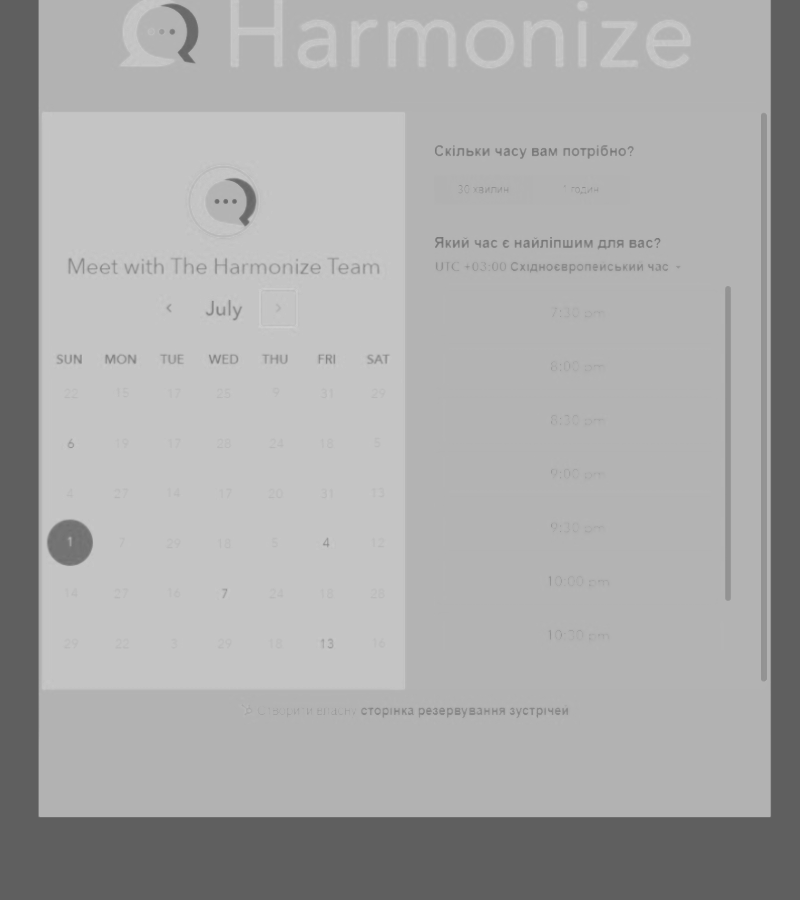 Harmonize
Meet with The Harmonize Team
July
SUN MON TUE WED THU FRI SAT
22 15 17 25 9 31 29
6 19 17 28 24 18 5
4 27 14 17 20 31 13
1 7 29 18 5 4 12
14 27 16 7 24 18 28
29 22 3 29 18 13 16
Скільки часу вам потрібно?
30 хвилин 1 годин
Який час є найліпшим для вас?
UTC +03:00 Східноєвропейський час
7:30 pm
8:00 pm
8:30 pm
9:00 pm
9:30 pm
10:00 pm
10:30 pm
Створити власну сторінка резервування зустрічей